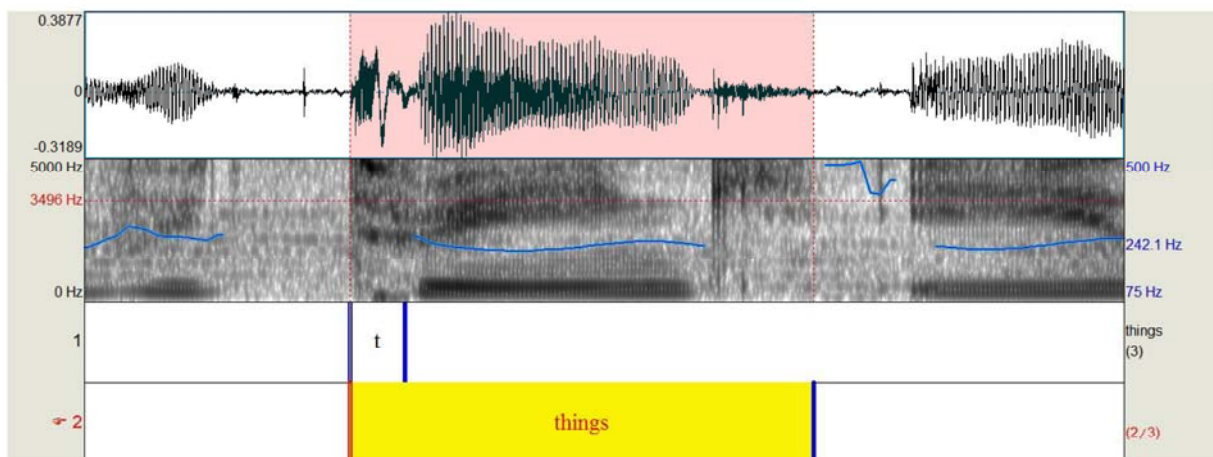 0.3877
0
-0.3189
5000 Hz 500 Hz
3496 Hz
242.1 Hz
0 Hz 75 Hz
1 t things
(3)
☞ 2 things (2/3)